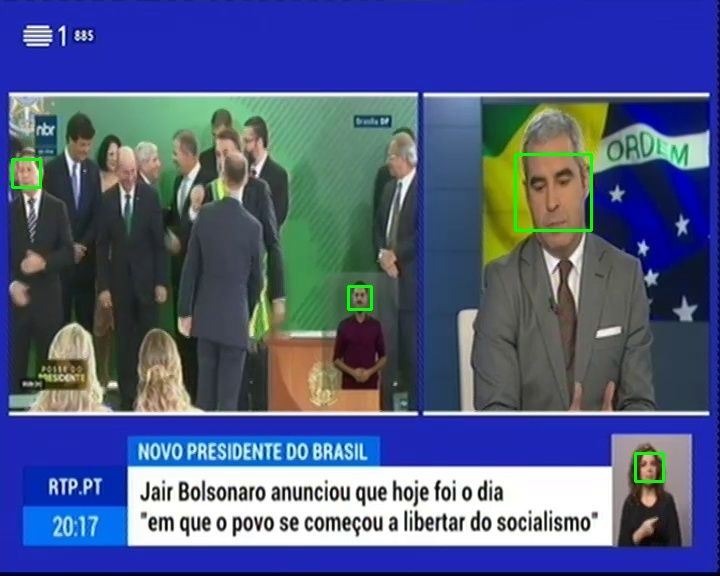 1 885
nbr
Brasília DF
ORDEM
POSSE DO
PRESIDENTE
NOVO PRESIDENTE DO BRASIL
RTP.PT
Jair Bolsonaro anunciou que hoje foi o dia
20:17
"em que o povo se começou a libertar do socialismo"